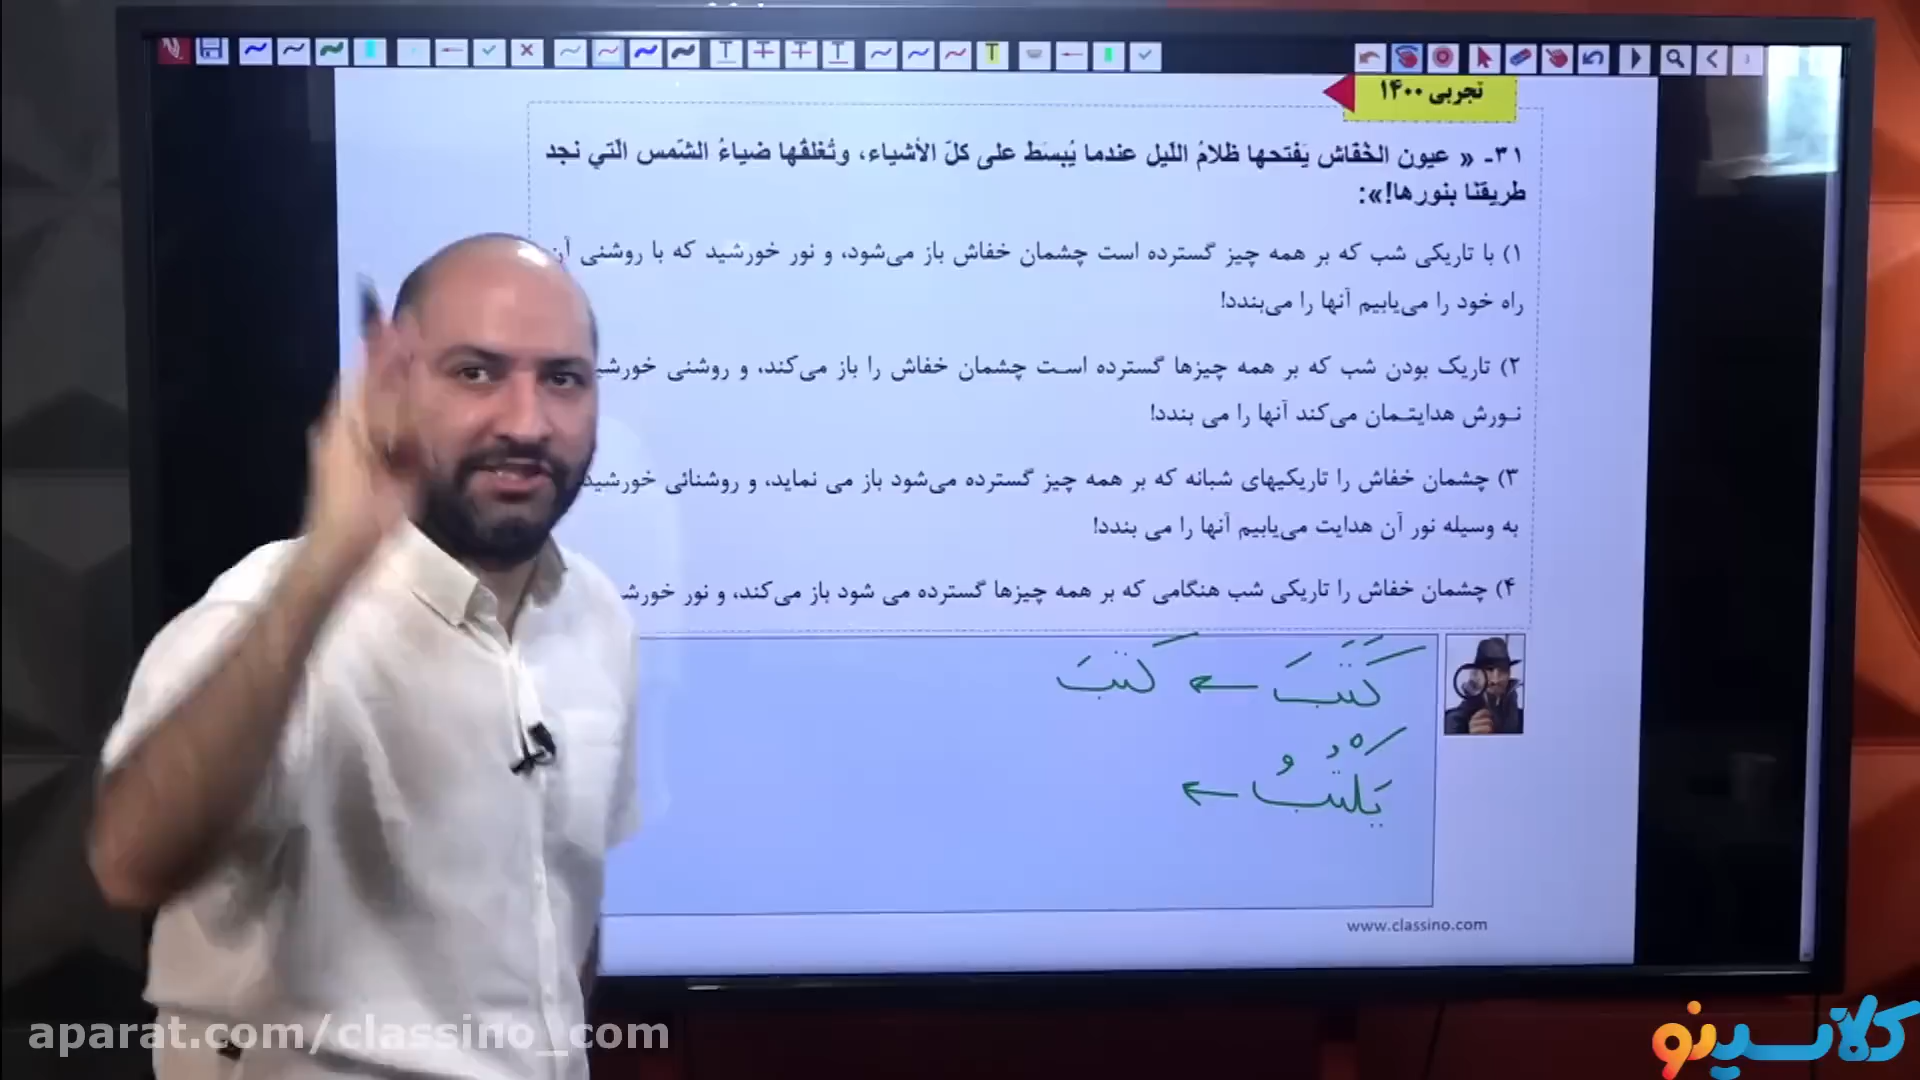 تجربی ۱۴۰۰
۳۱- « عيون الخُفّاش يَفتحها ظلامُ اللّيل عندما يُبسَط على كلّ الأشياء، وتُغلقُها ضياءُ الشّمس الّتي نجد
طريقَنا بنورها!»:
۱) با تاریکی شب که بر همه چیز گسترده است چشمان خفاش باز می‌شود، و نور خورشید که با روشنی آن
راه خود را می‌یابیم آنها را می‌بندد!
۲) تاریک بودن شب که بر همه چیزها گسترده است چشمان خفاش را باز می‌کند، و روشنی
نورش هدایتمان می‌کند آنها را می بندد!
۳) چشمان خفاش را تاریکیهای شبانه که بر همه چیز گسترده می‌شود باز می نماید، و روشنائی خورشید
به وسیله نور آن هدایت می‌یابیم آنها را می بندد!
۴) چشمان خفاش را تاریکی شب هنگامی که بر همه چیزها گسترده می شود باز می‌کند، و نور
كَتَبَ ← كتبَ
يَكْتُبُ ←
www.classino.com
aparat.com/classino_com
کلاسینو